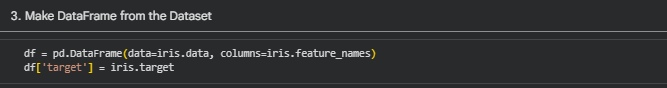 3. Make DataFrame from the Dataset
df = pd.DataFrame(data=iris.data, columns=iris.feature_names)
df['target'] = iris.target